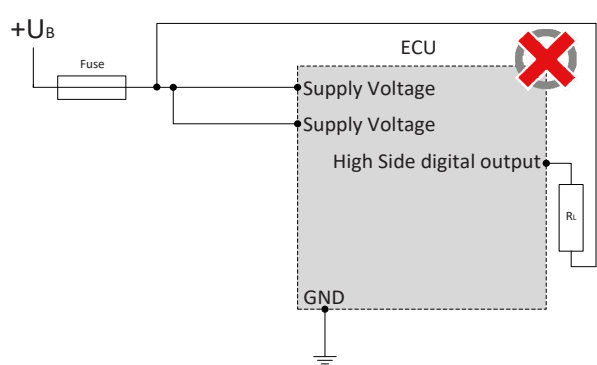 +UB
Fuse
ECU
Supply Voltage
Supply Voltage
High Side digital output
RL
GND